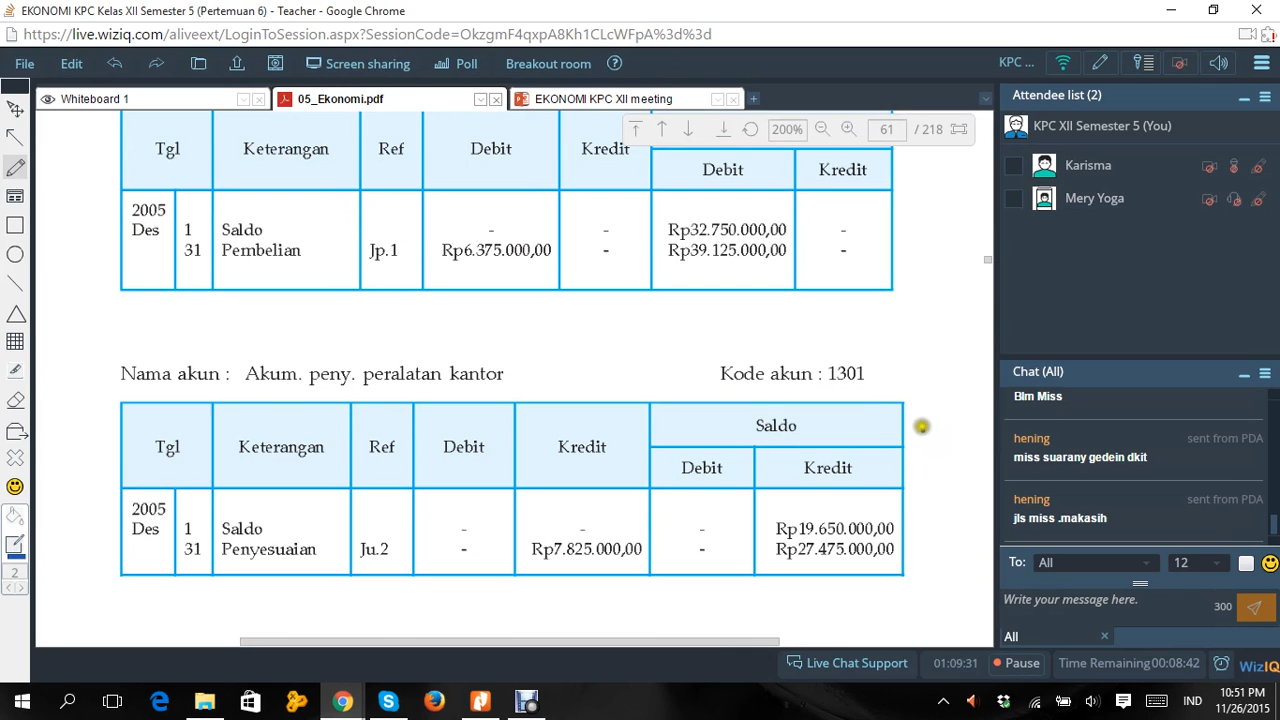 EKONOMI KPC Kelas XII Semester 5 (Pertemuan 6) - Teacher - Google Chrome
https://live.wiziq.com/aliveext/LoginToSession.aspx?SessionCode=OkzgmF4qxpA8Kh1CLcWFpA%3d%3d
File Edit Screen sharing Poll Breakout room KPC ...
Whiteboard 1 05_Ekonomi.pdf EKONOMI KPC XII meeting
Attendee list (2)
KPC XII Semester 5 (You)
Karisma
Mery Yoga
200% 61 / 218
Tgl Keterangan Ref Debit Kredit
Debit Kredit
2005
Des 1 Saldo - - Rp32.750.000,00 -
31 Pembelian Jp.1 Rp6.375.000,00 - Rp39.125.000,00 -
Nama akun : Akum. peny. peralatan kantor Kode akun : 1301
Saldo
Tgl Keterangan Ref Debit Kredit
Debit Kredit
2005
Des 1 Saldo - - - Rp19.650.000,00
31 Penyesuaian Ju.2 - Rp7.825.000,00 - Rp27.475.000,00
Chat (All)
Blm Miss
hening sent from PDA
miss suarany gedein dkit
hening sent from PDA
jls miss .makasih
To: All 12
Write your message here. 300
All
2
Live Chat Support 01:09:31 Pause Time Remaining 00:08:42 WizIQ
IND
10:51 PM
11/26/2015